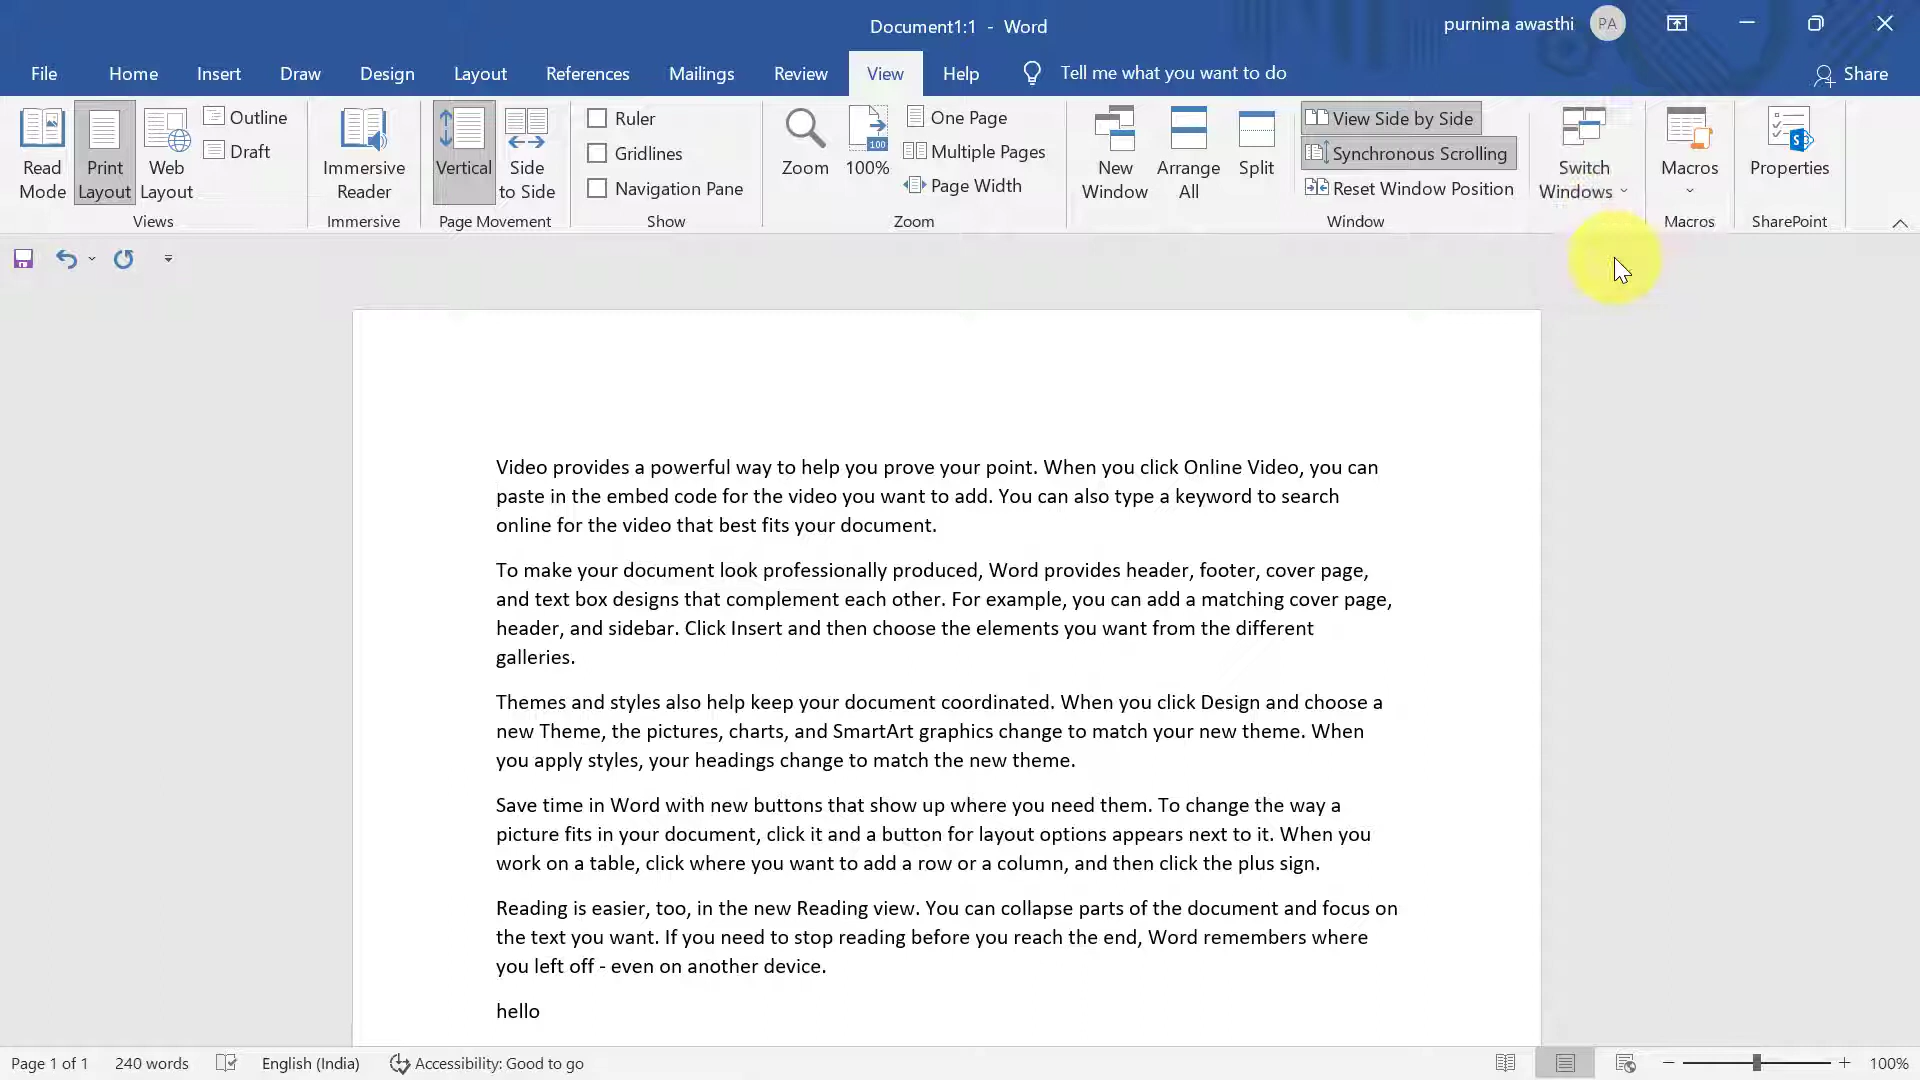 Document1:1 - Word
purnima awasthi PA
File Home Insert Draw Design Layout References Mailings Review View Help Tell me what you want to do Share
Read Mode
Print Layout
Web Layout
Outline
Draft
Views
Immersive Reader
Immersive
Vertical
Side to Side
Page Movement
Ruler
Gridlines
Navigation Pane
Show
Zoom
100
100%
One Page
Multiple Pages
Page Width
Zoom
New Window
Arrange All
Split
View Side by Side
Synchronous Scrolling
Reset Window Position
Switch Windows
Window
Macros
Macros
S
Properties
SharePoint
Video provides a powerful way to help you prove your point. When you click Online Video, you can
paste in the embed code for the video you want to add. You can also type a keyword to search
online for the video that best fits your document.
To make your document look professionally produced, Word provides header, footer, cover page,
and text box designs that complement each other. For example, you can add a matching cover page,
header, and sidebar. Click Insert and then choose the elements you want from the different
galleries.
Themes and styles also help keep your document coordinated. When you click Design and choose a
new Theme, the pictures, charts, and SmartArt graphics change to match your new theme. When
you apply styles, your headings change to match the new theme.
Save time in Word with new buttons that show up where you need them. To change the way a
picture fits in your document, click it and a button for layout options appears next to it. When you
work on a table, click where you want to add a row or a column, and then click the plus sign.
Reading is easier, too, in the new Reading view. You can collapse parts of the document and focus on
the text you want. If you need to stop reading before you reach the end, Word remembers where
you left off - even on another device.
hello
Page 1 of 1 240 words English (India) Accessibility: Good to go 100%